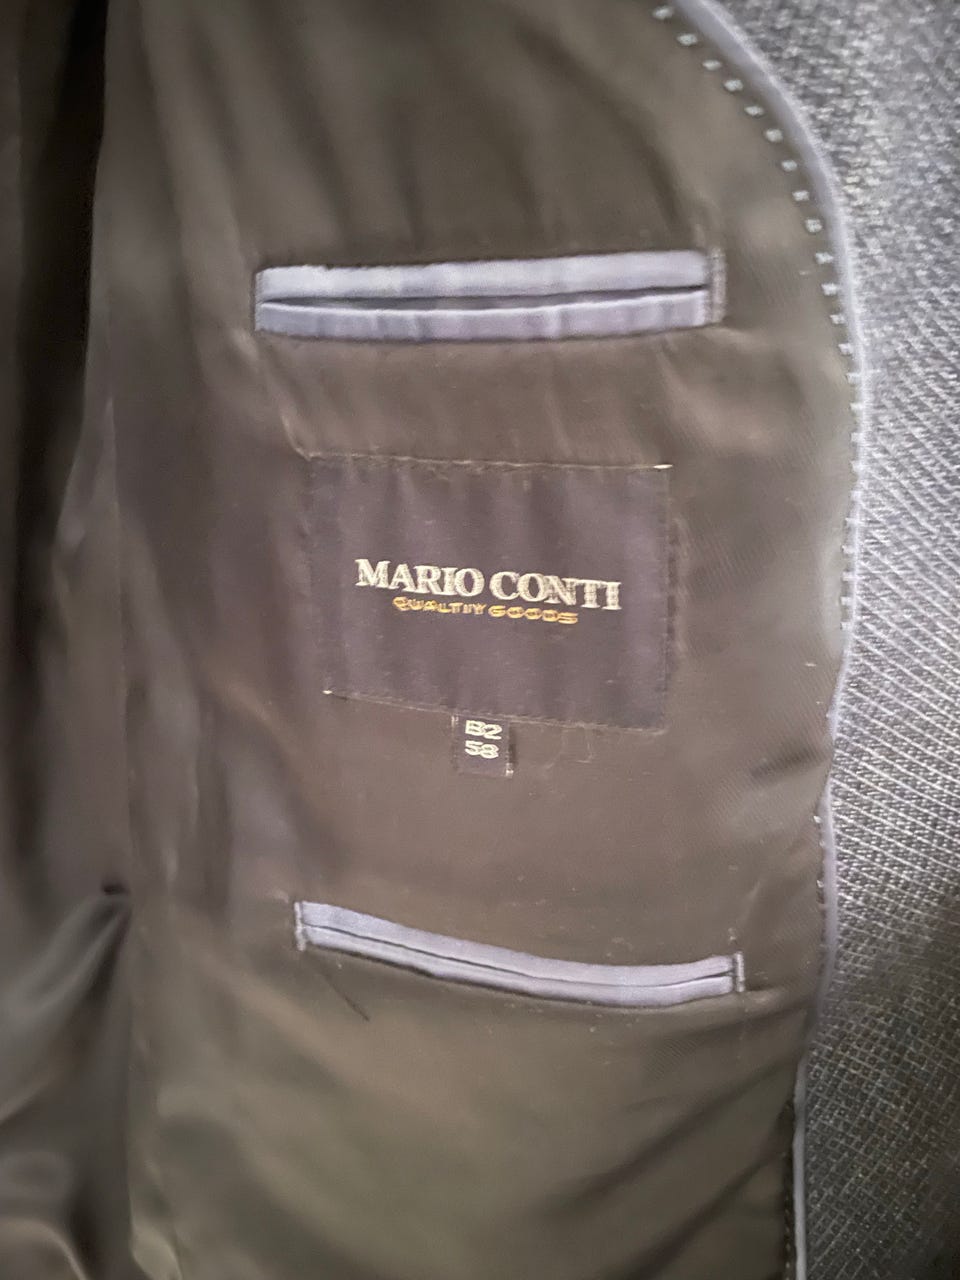 MARIO CONTI
QUALITY GOODS
B2
58